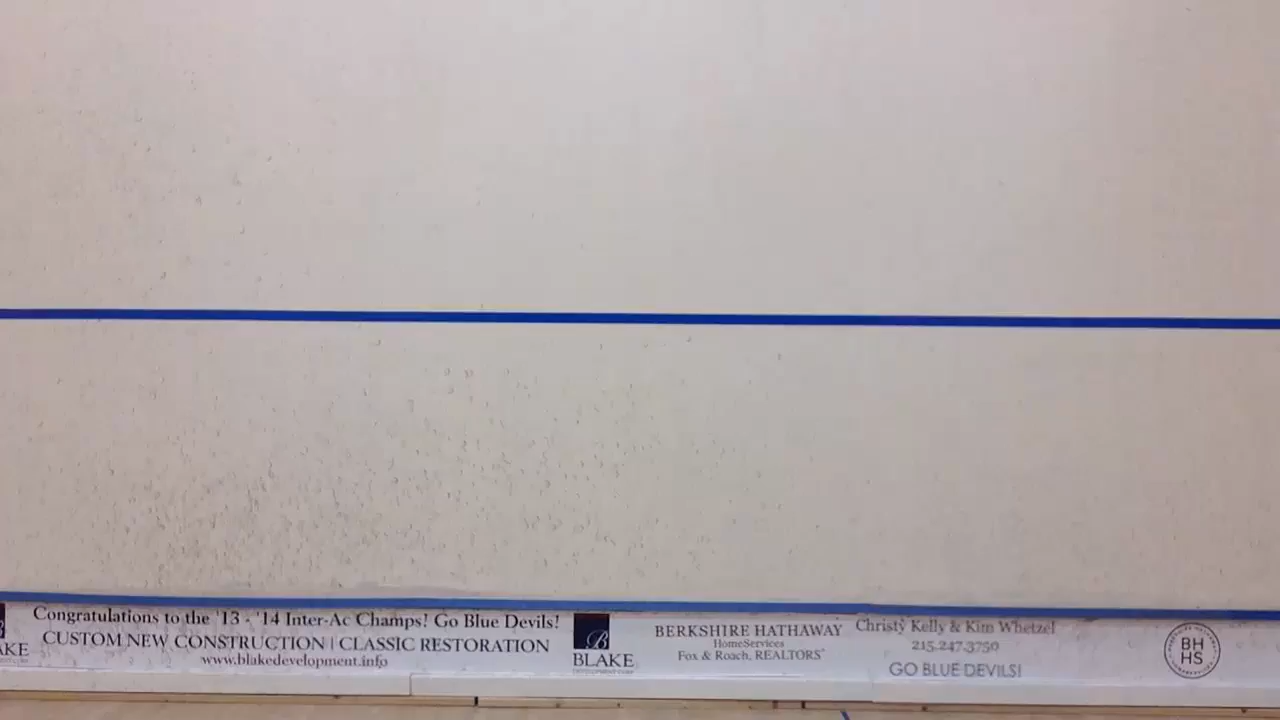 Congratulations to the '13 - '14 Inter-Ac Champs! Go Blue Devils!
CUSTOM NEW CONSTRUCTION | CLASSIC RESTORATION
www.blakedevelopment.info
B
BLAKE
BERKSHIRE HATHAWAY
HomeServices
Fox & Roach, REALTORS
Christy Kelly & Kim Whetzel
215.247.3750
GO BLUE DEVILS!
BH
HS